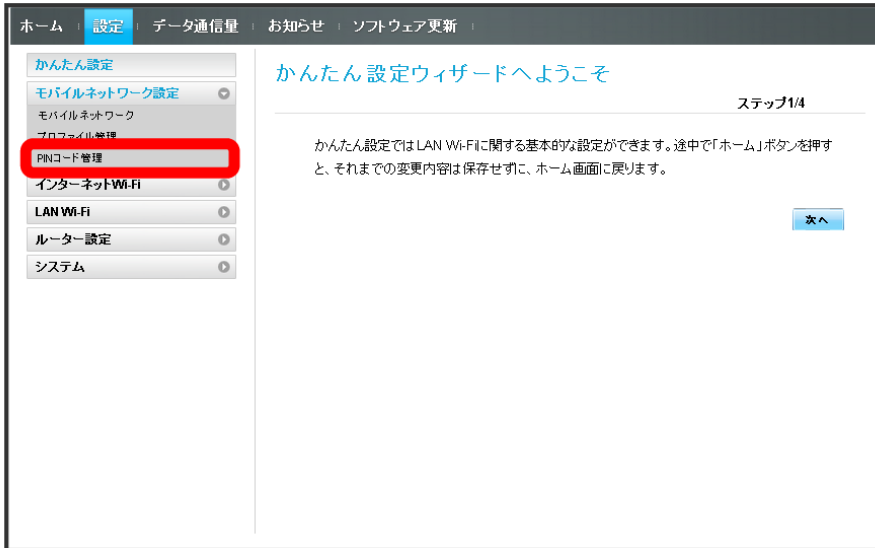 ホーム 設定 データ通信量 お知らせ ソフトウェア更新
かんたん設定
モバイルネットワーク設定
モバイルネットワーク
プロファイル管理
PINコード管理
インターネットWi-Fi
LAN Wi-Fi
ルーター設定
システム
かんたん設定ウィザードへようこそ
ステップ1/4
かんたん設定ではLAN Wi-Fiに関する基本的な設定ができます。途中で「ホーム」ボタンを押す
と、それまでの変更内容は保存せずに、ホーム画面に戻ります。
次へ